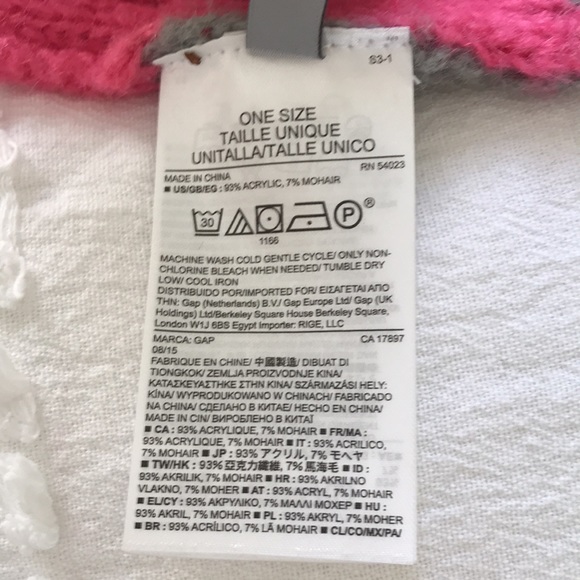 S3-1
ONE SIZE
TAILLE UNIQUE
UNITALLA/TALLE UNICO
MADE IN CHINA RN 54023
■ US/GB/EG : 93% ACRYLIC, 7% MOHAIR
30 P ®
1166
MACHINE WASH COLD GENTLE CYCLE/ ONLY NON-
CHLORINE BLEACH WHEN NEEDED/ TUMBLE DRY
LOW/ COOL IRON
DISTRIBUIDO POR/IMPORTED FOR/ ΕΙΣΑΓΕΤΑΙ ΑΠΟ
ΤΗΝ: Gap (Netherlands) B.V./ Gap Europe Ltd/ Gap (UK
Holdings) Ltd/Berkeley Square House Berkeley Square,
London W1J 6BS Egypt Importer: RIGE, LLC
MARCA: GAP CA 17897
08/15
FABRIQUE EN CHINE/ 中國製造/ DIBUAT DI
TIONGKOK/ ZEMLJA PROIZVODNJE KINA/
ΚΑΤΑΣΚΕΥΑΣΤΗΚΕ ΣΤΗΝ ΚΙΝΑ/ SZÁRMAZÁSI HELY:
KÍNA/ WYPRODUKOWANO W CHINACH/ FABRICADO
NA CHINA/ СДЕЛАНО В КИТАЕ/ HECHO EN CHINA/
MADE IN CIN/ ВИРОБЛЕНО В КИТАЇ
■ CA : 93% ACRYLIQUE, 7% MOHAIR ■ FR/MA :
93% ACRYLIQUE, 7% MOHAIR ■ IT : 93% ACRILICO,
7% MOHAIR ■ JP : 93% アクリル, 7% モヘヤ
■ TW/HK : 93% 亞克力纖維, 7% 馬海毛 ■ ID :
93% AKRILIK, 7% MOHAIR ■ HR : 93% AKRILNO
VLAKNO, 7% MOHER ■ AT : 93% ACRYL, 7% MOHAIR
■ EL/CY : 93% ΑΚΡΥΛΙΚΟ, 7% ΜΑΛΛΙ ΜΟΧΕΡ ■ HU :
93% AKRIL, 7% MOHAIR ■ PL : 93% AKRYL, 7% MOHER
■ BR : 93% ACRÍLICO, 7% LÃ MOHAIR ■ CL/CO/MX/PA/